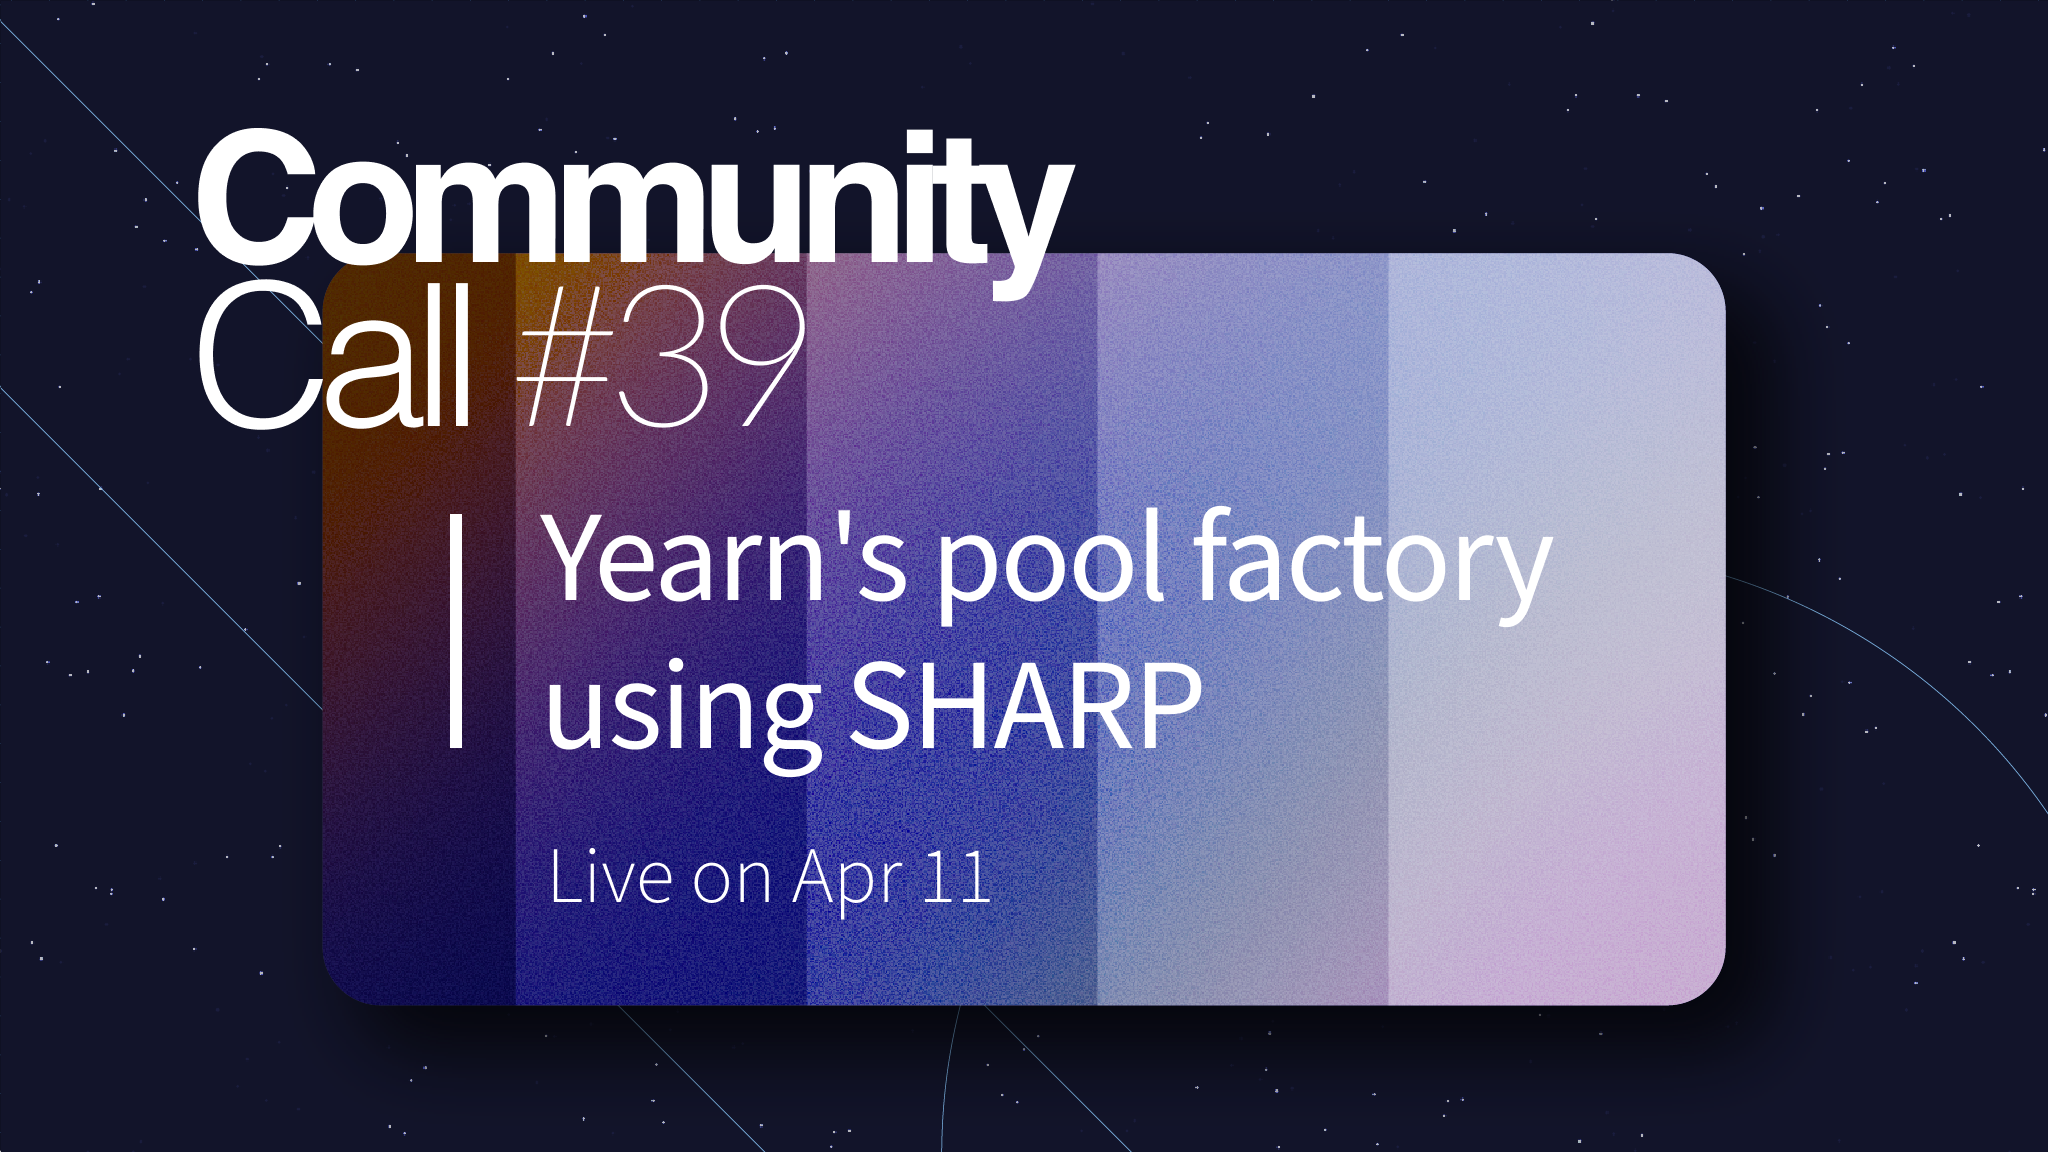 Community
Call #39
Yearn's pool factory
using SHARP
Live on Apr 11